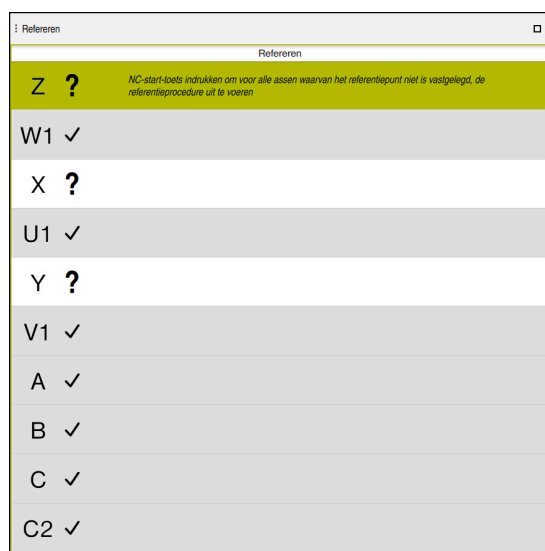 Refereren
Refereren
Z ? NC-start-toets indrukken om voor alle assen waarvan het referentiepunt niet is vastgelegd, de
referentieprocedure uit te voeren
W1 ✓
X ?
U1 ✓
Y ?
V1 ✓
A ✓
B ✓
C ✓
C2 ✓